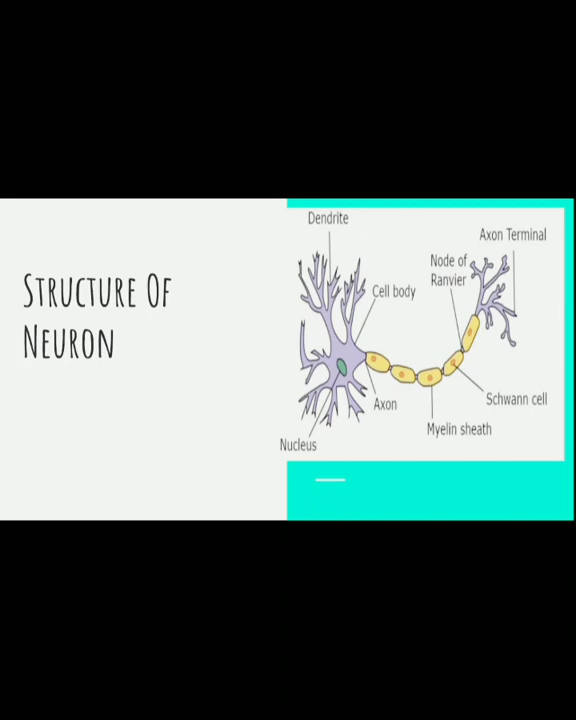 Structure Of
Neuron
Dendrite
Axon Terminal
Node of
Ranvier
Cell body
Schwann cell
Axon
Myelin sheath
Nucleus